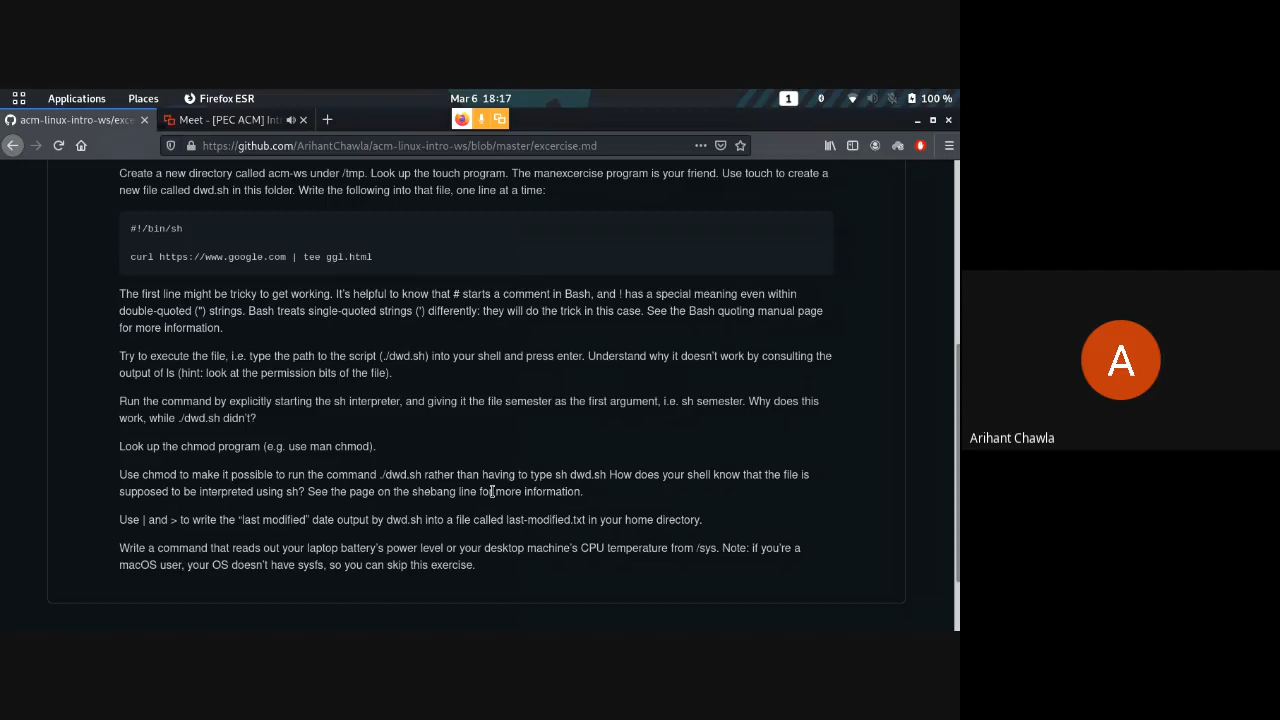 Applications Places Firefox ESR Mar 6 18:17 1 100 %
acm-linux-intro-ws/exce Meet - [PEC ACM] Int
https://github.com/ArihantChawla/acm-linux-intro-ws/blob/master/excercise.md
Create a new directory called acm-ws under /tmp. Look up the touch program. The manexcercise program is your friend. Use touch to create a
new file called dwd.sh in this folder. Write the following into that file, one line at a time:
#!/bin/sh
curl https://www.google.com | tee ggl.html
The first line might be tricky to get working. It's helpful to know that # starts a comment in Bash, and ! has a special meaning even within
double-quoted (") strings. Bash treats single-quoted strings (') differently: they will do the trick in this case. See the Bash quoting manual page
for more information.
Try to execute the file, i.e. type the path to the script (./dwd.sh) into your shell and press enter. Understand why it doesn't work by consulting the
output of ls (hint: look at the permission bits of the file).
Run the command by explicitly starting the sh interpreter, and giving it the file semester as the first argument, i.e. sh semester. Why does this
work, while ./dwd.sh didn't?
Look up the chmod program (e.g. use man chmod).
Use chmod to make it possible to run the command ./dwd.sh rather than having to type sh dwd.sh How does your shell know that the file is
supposed to be interpreted using sh? See the page on the shebang line for more information.
Use | and > to write the “last modified” date output by dwd.sh into a file called last-modified.txt in your home directory.
Write a command that reads out your laptop battery's power level or your desktop machine's CPU temperature from /sys. Note: if you're a
macOS user, your OS doesn't have sysfs, so you can skip this exercise.
A
Arihant Chawla